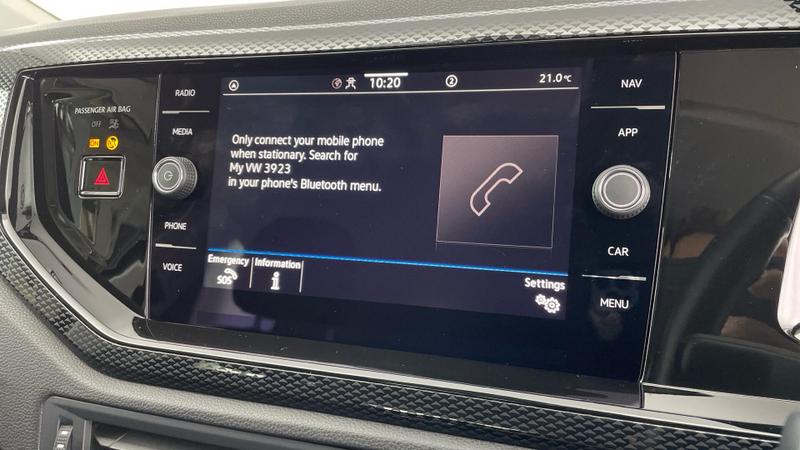 PASSENGER AIR BAG
OFF
ON
RADIO
MEDIA
PHONE
VOICE
10:20
2
21.0°C
Only connect your mobile phone
when stationary. Search for
My VW 3923
in your phone's Bluetooth menu.
Emergency
SOS
Information
i
Settings
NAV
APP
CAR
MENU